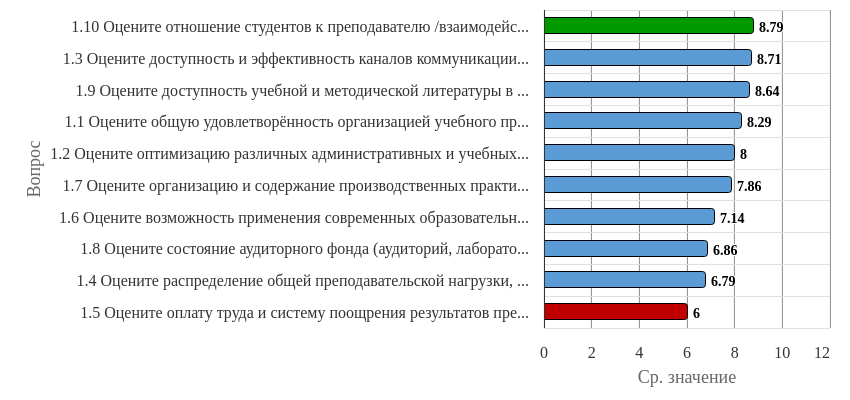 1.10 Оцените отношение студентов к преподавателю /взаимодейс... 8.79
1.3 Оцените доступность и эффективность каналов коммуникации... 8.71
1.9 Оцените доступность учебной и методической литературы в ... 8.64
1.1 Оцените общую удовлетворённость организацией учебного пр... 8.29
1.2 Оцените оптимизацию различных административных и учебных... 8
1.7 Оцените организацию и содержание производственных практи... 7.86
1.6 Оцените возможность применения современных образовательн... 7.14
1.8 Оцените состояние аудиторного фонда (аудиторий, лаборато... 6.86
1.4 Оцените распределение общей преподавательской нагрузки, ... 6.79
1.5 Оцените оплату труда и систему поощрения результатов пре... 6
Вопрос
0 2 4 6 8 10 12
Ср. значение